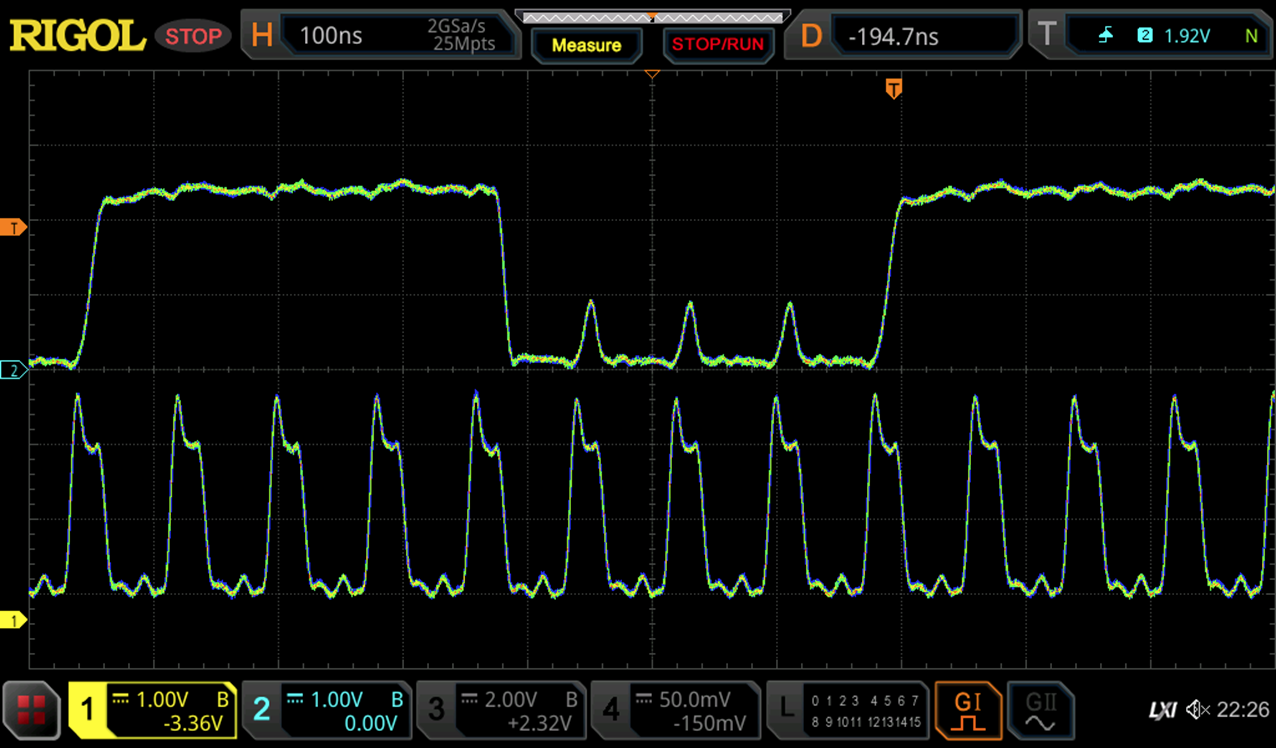 RIGOL STOP H 100ns 2GSa/s 25Mpts Measure STOP/RUN D -194.7ns T 2 1.92V N
T
T
2
1
1 1.00V B -3.36V
2 1.00V B 0.00V
3 2.00V B +2.32V
4 50.0mV -150mV
L 0 1 2 3 4 5 6 7
8 9 10 11 12 13 14 15
GI GII LXI 22:26